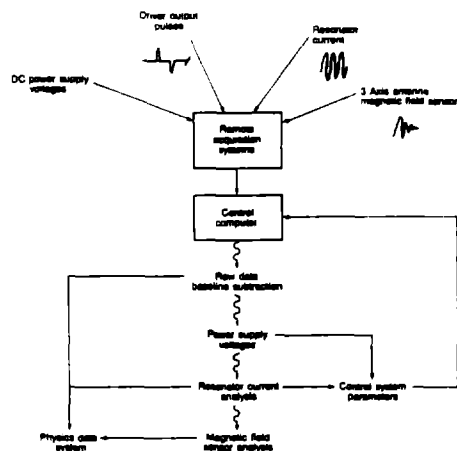 Driver output
pulses
Resonator
current
DC power supply
voltages
3 Axis antenna
magnetic field sensor
Remote
acquisition
systems
Control
computer
Raw data
baseline subtraction
Power supply
voltages
Resonator current
analysis
Control system
parameters
Physics data
system
Magnetic field
sensor analysis